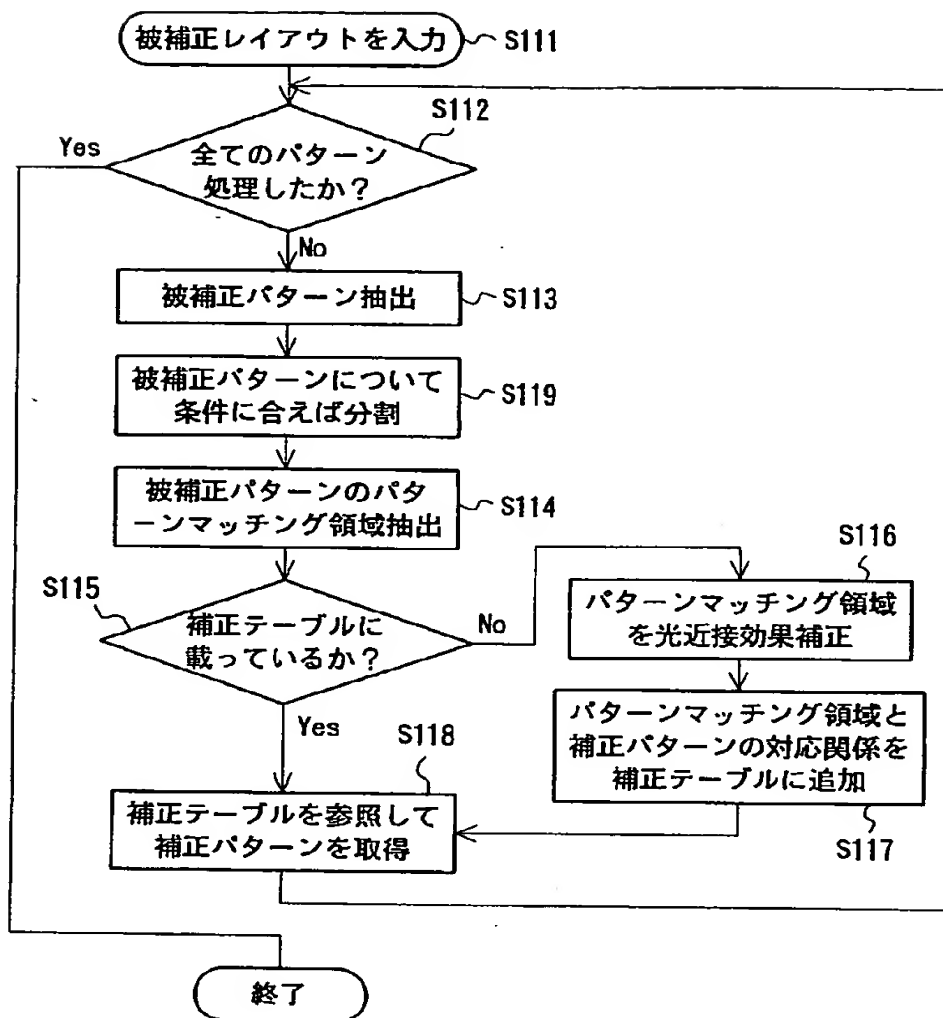 被補正レイアウトを入力
S111
S112
Yes
全てのパターン
処理したか？
No
被補正パターン抽出
S113
被補正パターンについて
条件に合えば分割
S119
被補正パターンのパタ
ーンマッチング領域抽出
S114
S115
補正テーブルに
載っているか？
No
S116
パターンマッチング領域
を光近接効果補正
Yes
パターンマッチング領域と
補正パターンの対応関係を
補正テーブルに追加
S117
S118
補正テーブルを参照して
補正パターンを取得
終了